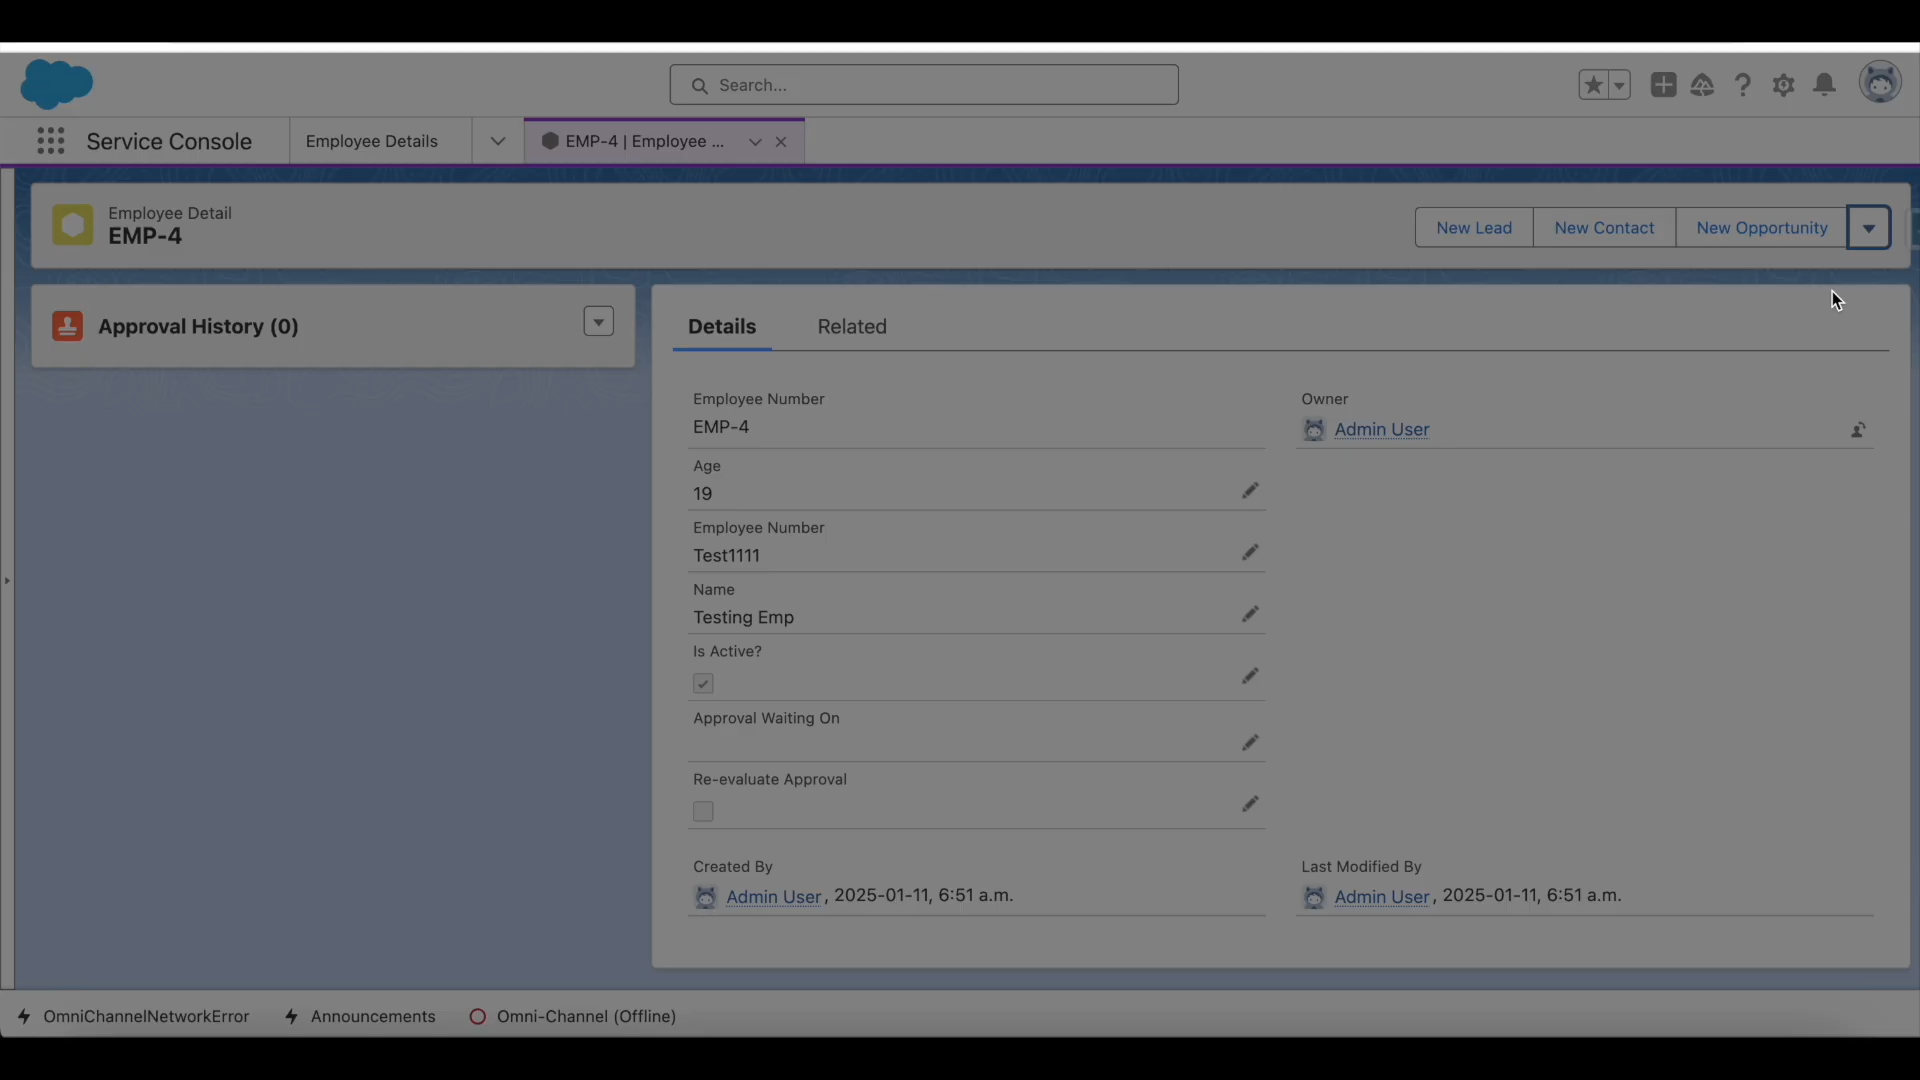 Search...
Service Console
Employee Details
EMP-4 | Employee ...
Employee Detail
EMP-4
New Lead
New Contact
New Opportunity
Approval History (0)
Details
Related
Employee Number
EMP-4
Owner
Admin User
Age
19
Employee Number
Test1111
Name
Testing Emp
Is Active?
Approval Waiting On
Re-evaluate Approval
Created By
Admin User, 2025-01-11, 6:51 a.m.
Last Modified By
Admin User, 2025-01-11, 6:51 a.m.
OmniChannelNetworkError
Announcements
Omni-Channel (Offline)